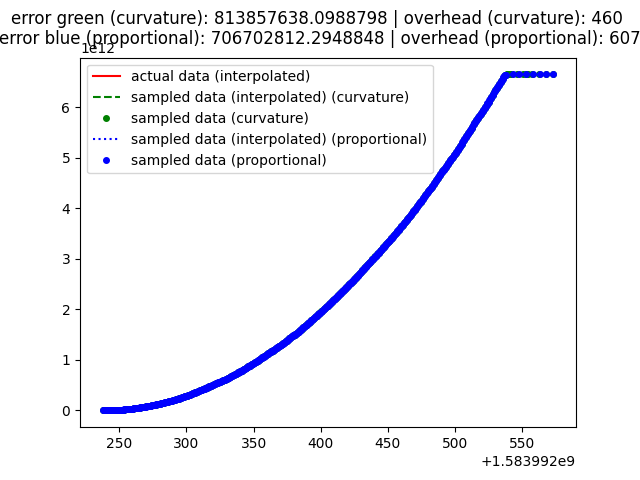 error green (curvature): 813857638.0988798 | overhead (curvature): 460
error blue (proportional): 706702812.2948848 | overhead (proportional): 607
1e12
actual data (interpolated)
sampled data (interpolated) (curvature)
sampled data (curvature)
sampled data (interpolated) (proportional)
sampled data (proportional)
6
5
4
3
2
1
0
250 300 350 400 450 500 550
+1.583992e9